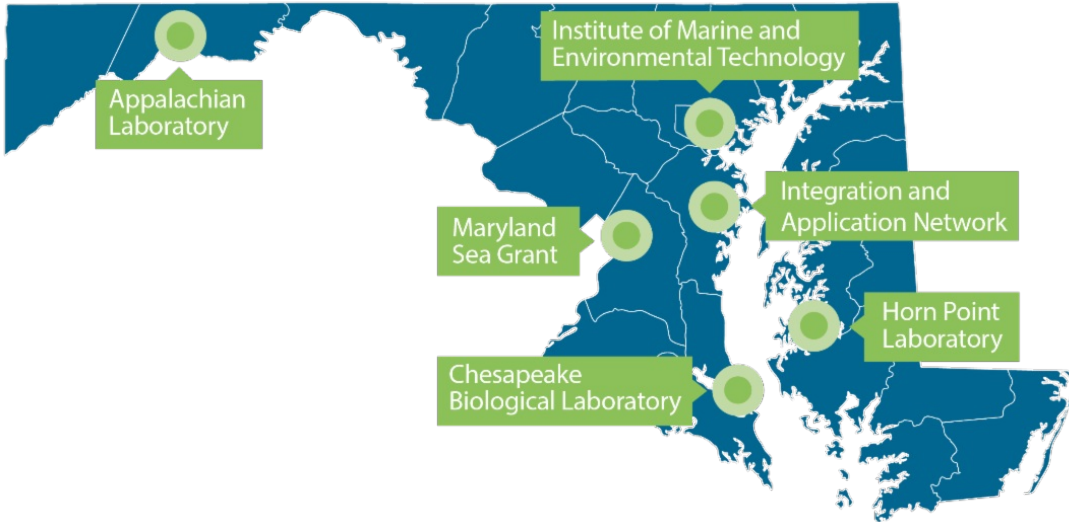 Institute of Marine and
Environmental Technology
Appalachian
Laboratory
Integration and
Application Network
Maryland
Sea Grant
Horn Point
Laboratory
Chesapeake
Biological Laboratory